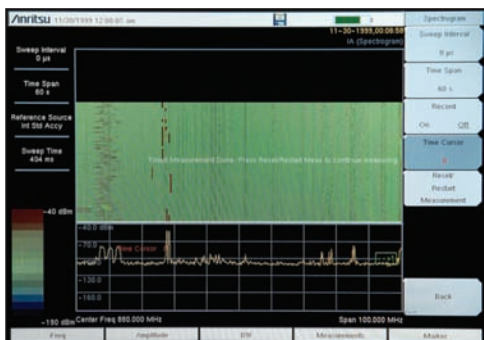 Anritsu 11/30/1999 12:00:05 am
11-30-1999,00:06:58
IA (Spectrogram)
Spectrogram
Sweep Interval
0 µs
Time Span
60 s
Reference Source
Int Std Accy
Sweep Time
404 ms
Sweep Interval
0 µs
Time Span
60 s
Record
On Off
Time Cursor
0
Reset/
Restart
Measurement
Back
Timed Measurement Done. Press Reset/Restart Meas to continue measuring
-40 dBm
-40.0 dBm
-70.0
Time Cursor
-130.0
-160.0
-190 dBm
Center Freq 880.000 MHz
Span 100.000 MHz
Freq
Amplitude
BW
Measurements
Marker